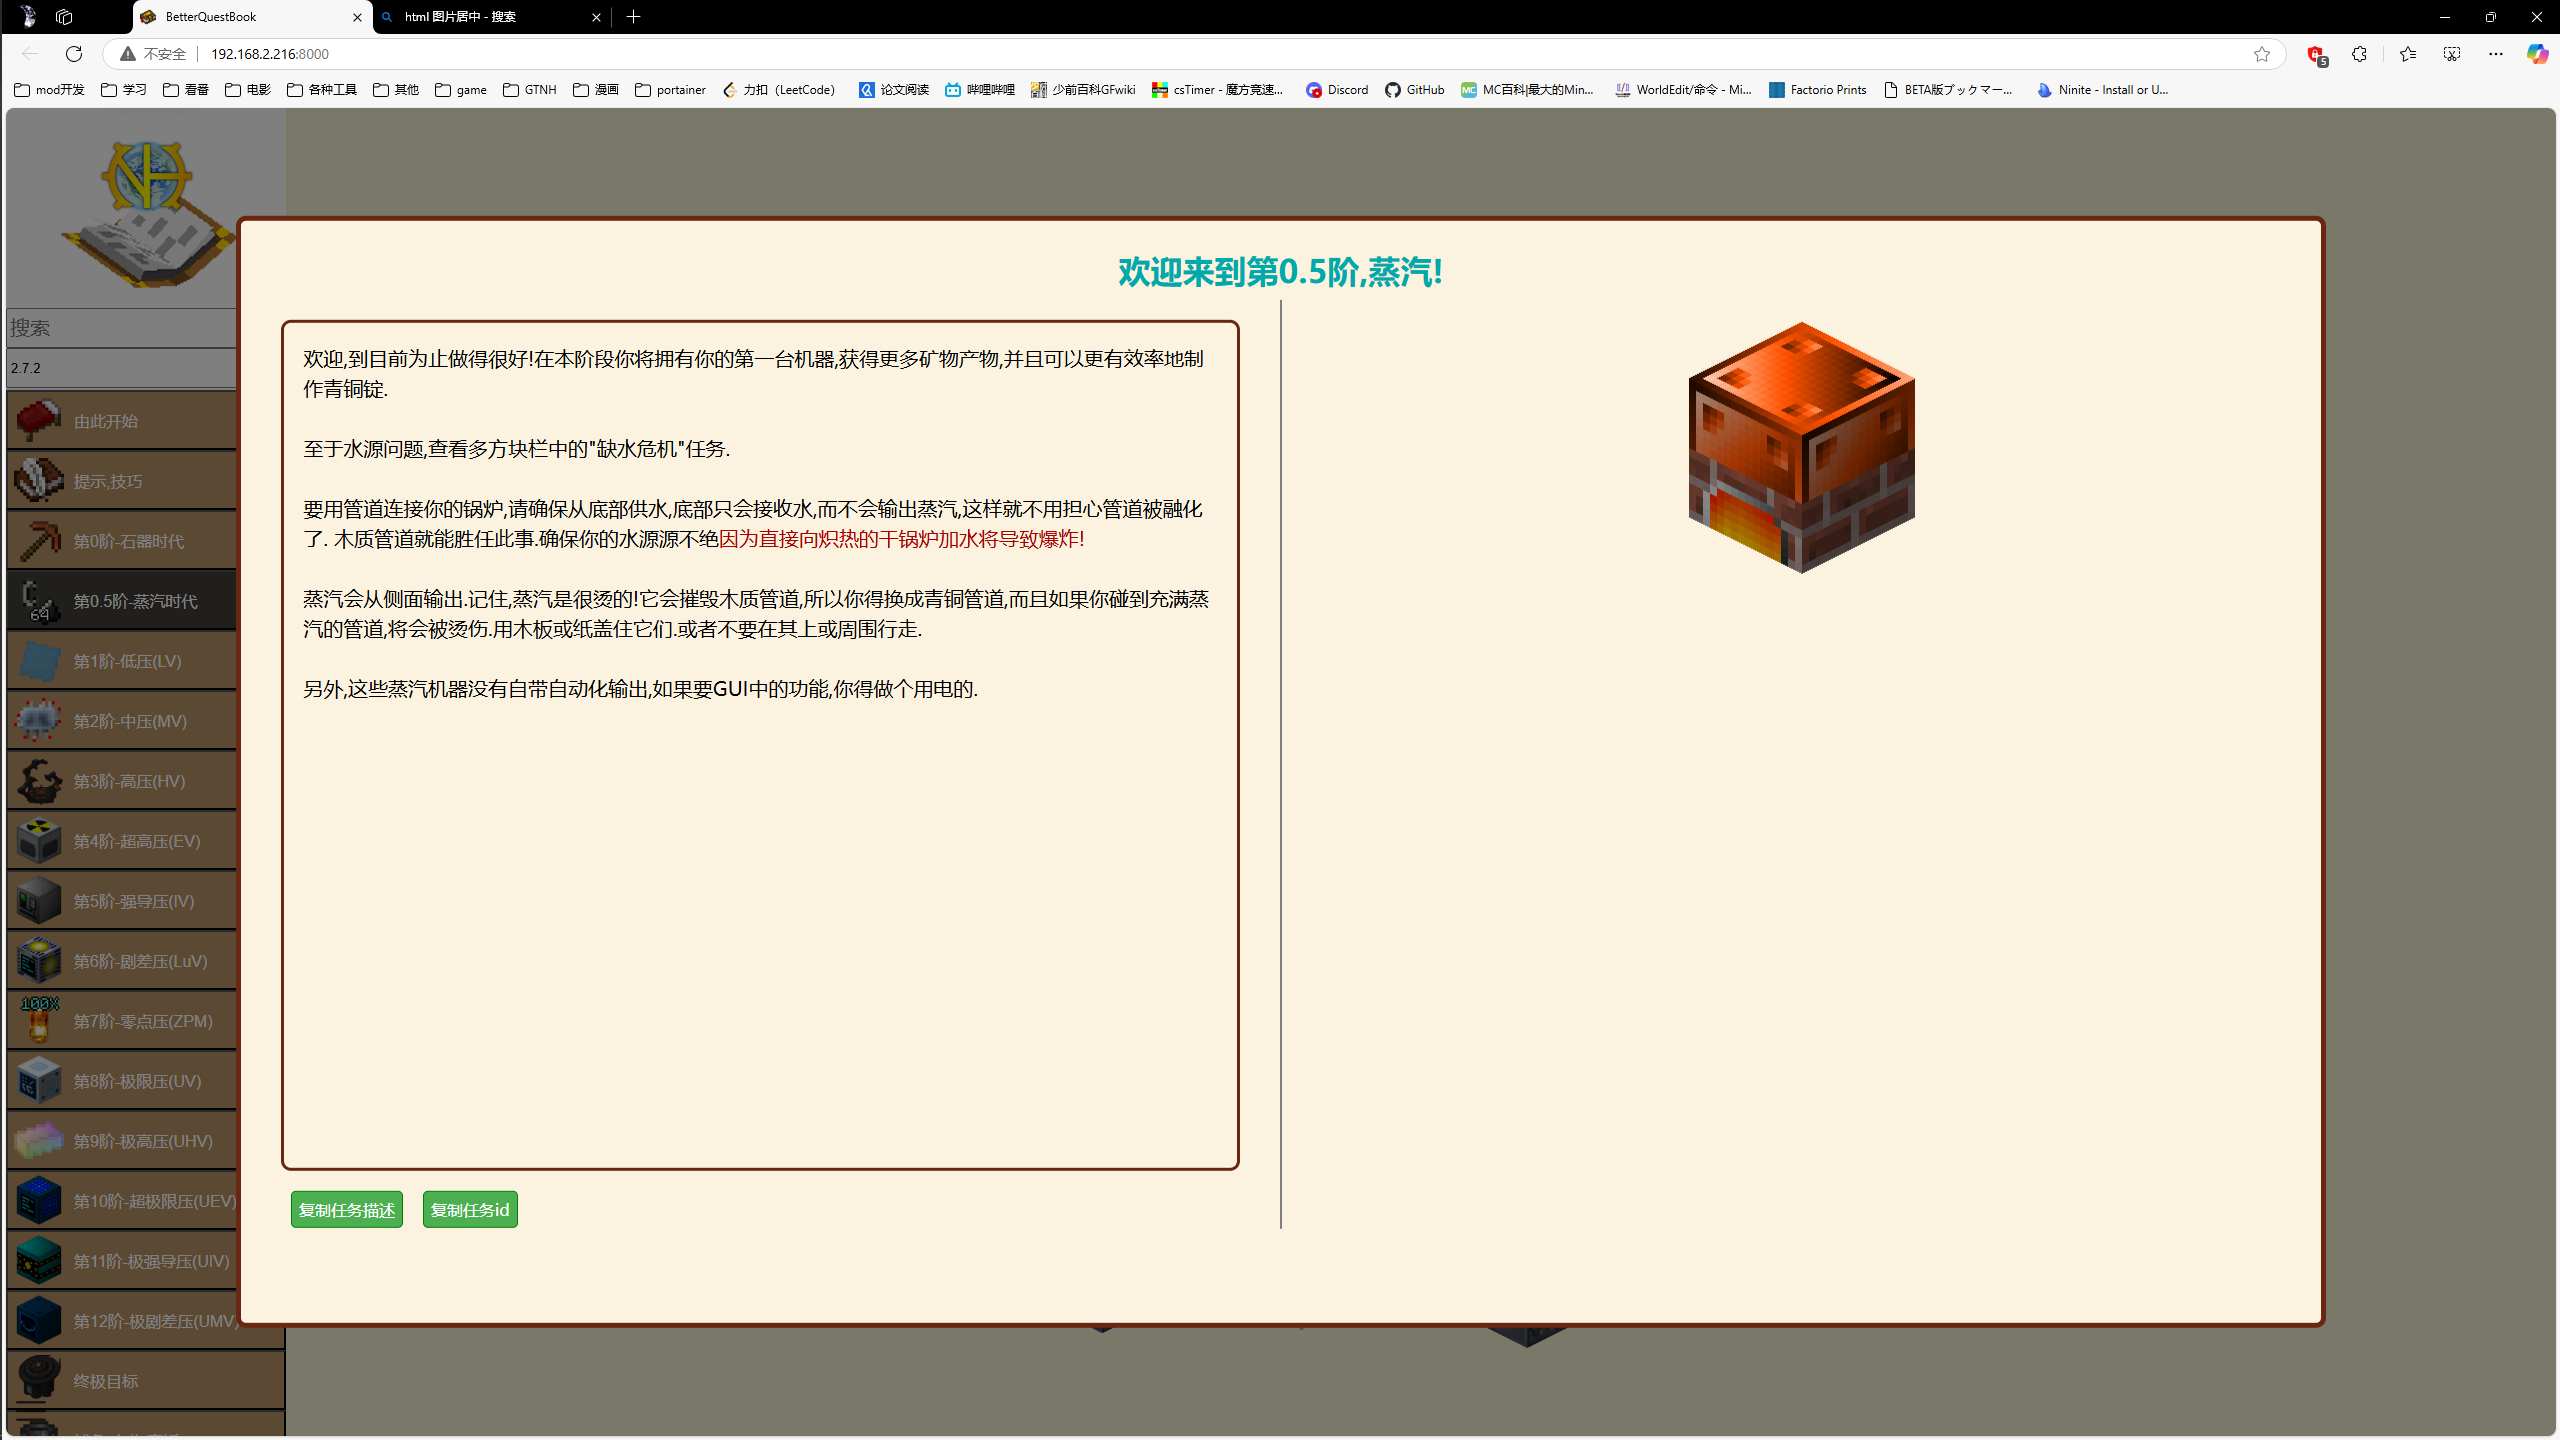 BetterQuestBook
html 图片居中 - 搜索
不安全
192.168.2.216:8000
5
mod开发
学习
看番
电影
各种工具
其他
game
GTNH
漫画
portainer
力扣（LeetCode）
论文阅读
哔哩哔哩
少前百科GFwiki
csTimer - 魔方竞速...
Discord
GitHub
MC百科|最大的Min...
WorldEdit/命令 - Mi...
Factorio Prints
BETA版ブックマー...
Ninite - Install or U...
搜索
2.7.2
由此开始
提示,技巧
第0阶-石器时代
64
第0.5阶-蒸汽时代
第1阶-低压(LV)
第2阶-中压(MV)
第3阶-高压(HV)
第4阶-超高压(EV)
第5阶-强导压(IV)
第6阶-剧差压(LuV)
100%
第7阶-零点压(ZPM)
第8阶-极限压(UV)
第9阶-极高压(UHV)
第10阶-超极限压(UEV)
第11阶-极强导压(UIV)
第12阶-极剧差压(UMV)
终极目标
欢迎来到第0.5阶,蒸汽!
欢迎,到目前为止做得很好!在本阶段你将拥有你的第一台机器,获得更多矿物产物,并且可以更有效率地制
作青铜锭.
至于水源问题,查看多方块栏中的"缺水危机"任务.
要用管道连接你的锅炉,请确保从底部供水,底部只会接收水,而不会输出蒸汽,这样就不用担心管道被融化
了. 木质管道就能胜任此事.确保你的水源源不绝因为直接向炽热的干锅炉加水将导致爆炸!
蒸汽会从侧面输出.记住,蒸汽是很烫的!它会摧毁木质管道,所以你得换成青铜管道,而且如果你碰到充满蒸
汽的管道,将会被烫伤.用木板或纸盖住它们.或者不要在其上或周围行走.
另外,这些蒸汽机器没有自带自动化输出,如果要GUI中的功能,你得做个用电的.
复制任务描述
复制任务id